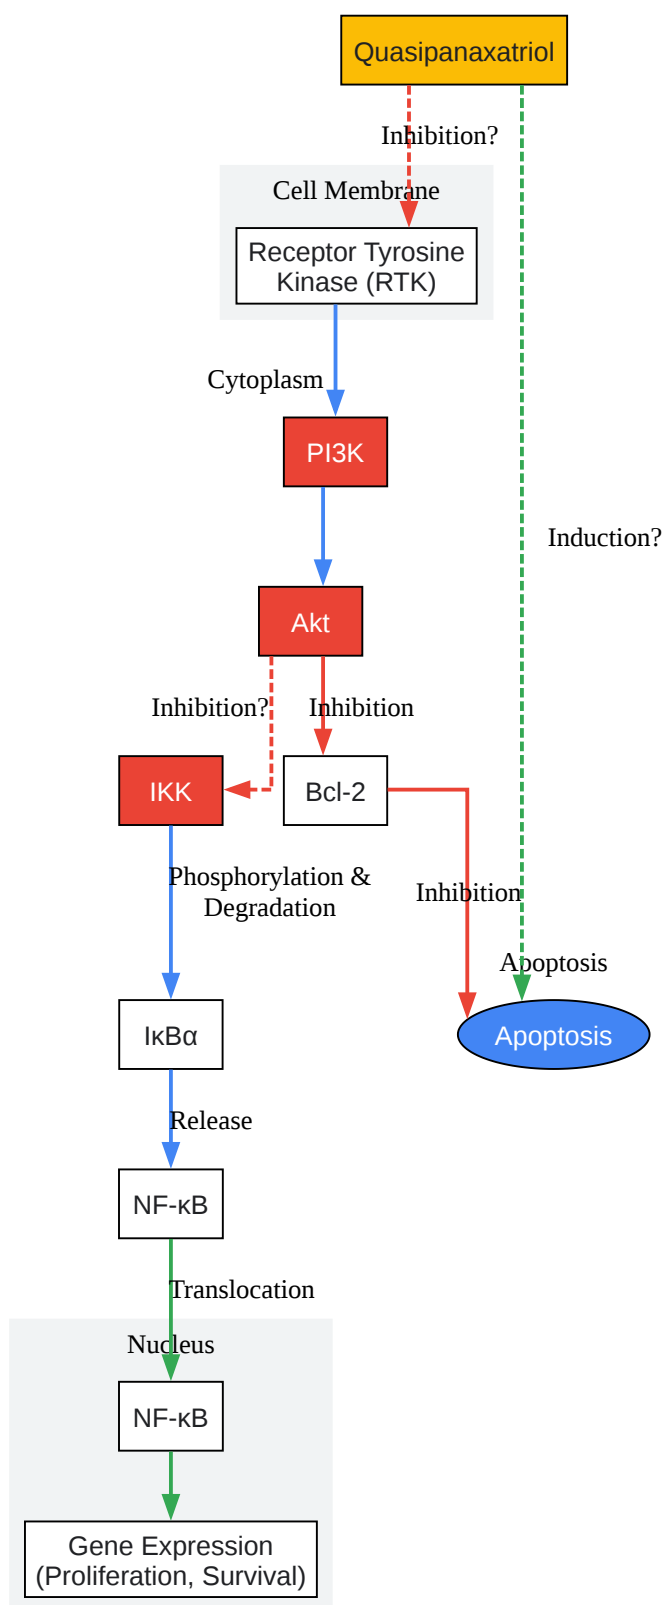 Quasipanaxatriol
Inhibition?
Cell Membrane
Receptor Tyrosine
Kinase (RTK)
Cytoplasm
PI3K
Induction?
Akt
Inhibition?
Inhibition
IKK
Bcl-2
Phosphorylation &
Degradation
Inhibition
Apoptosis
IκBα
Apoptosis
Release
NF-κB
Translocation
Nucleus
NF-κB
Gene Expression
(Proliferation, Survival)